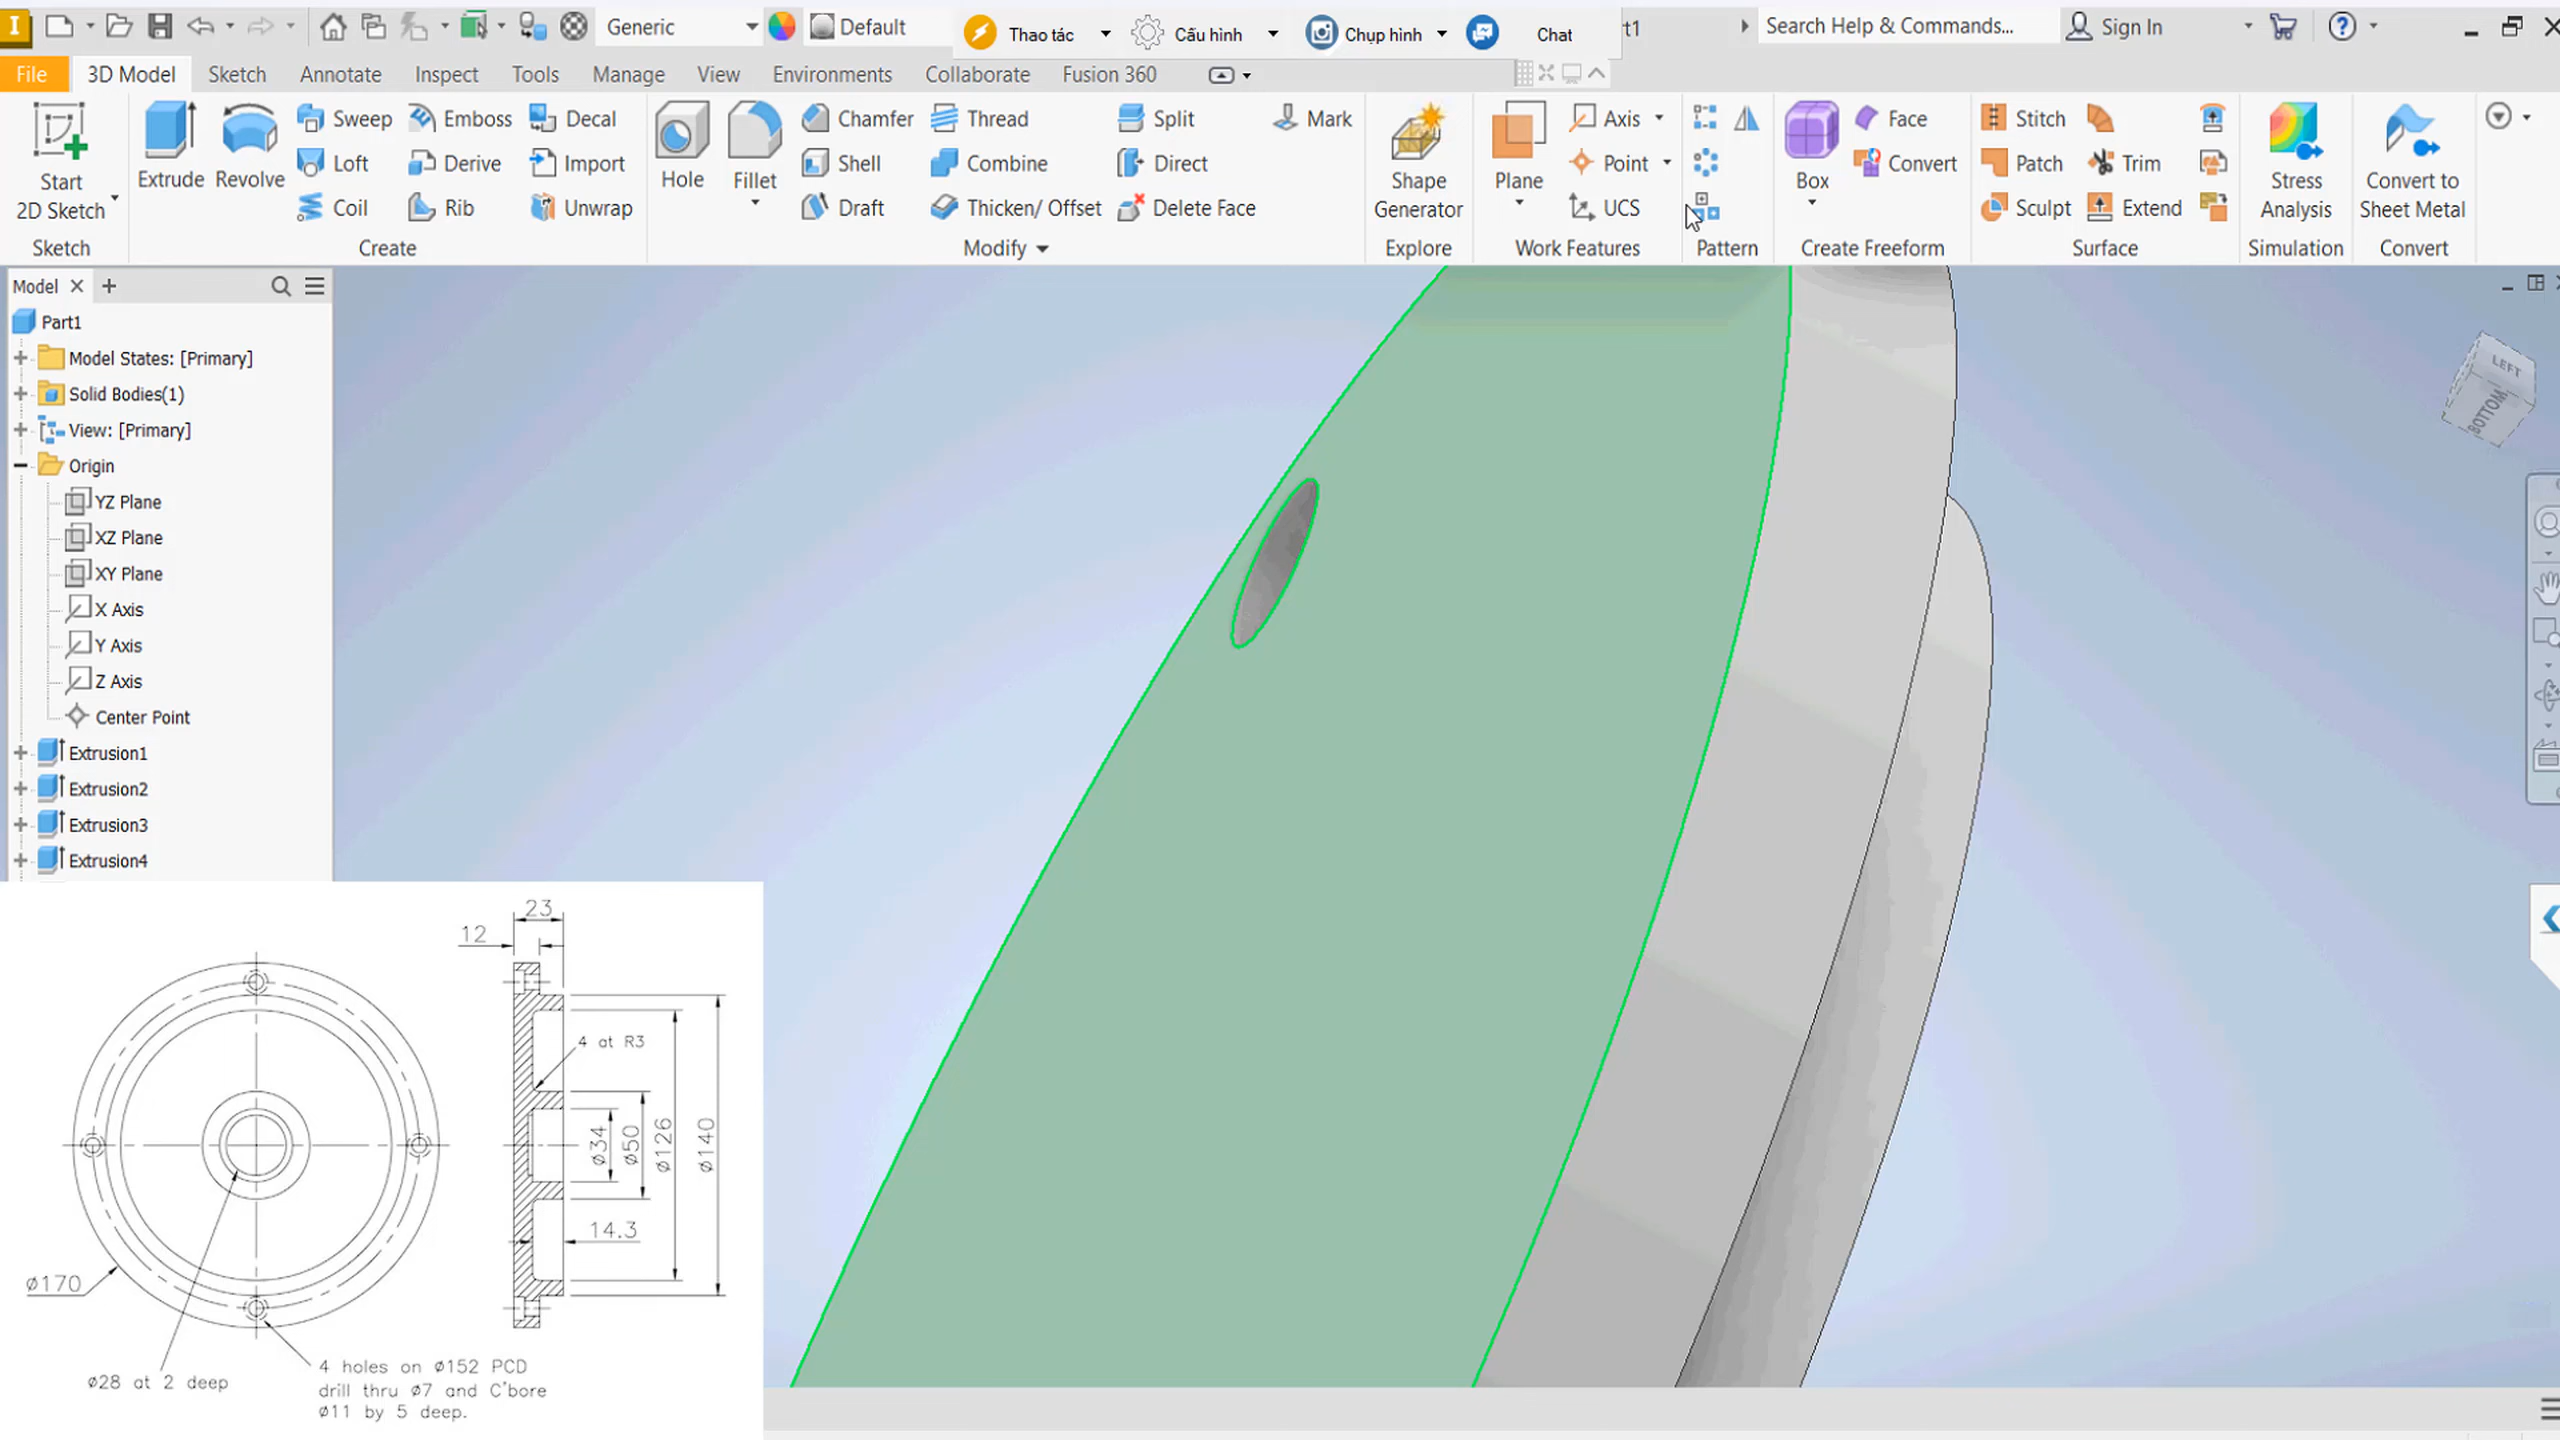 Generic
Default
Thao tác
Cấu hình
Chụp hình
Chat
t1
Search Help & Commands...
Sign In
File
3D Model
Sketch
Annotate
Inspect
Tools
Manage
View
Environments
Collaborate
Fusion 360
Start
2D Sketch
Sketch
Extrude
Revolve
Sweep
Loft
Coil
Emboss
Derive
Rib
Decal
Import
Unwrap
Create
Hole
Fillet
Chamfer
Shell
Draft
Thread
Combine
Thicken/ Offset
Split
Direct
Delete Face
Mark
Modify
Shape
Generator
Explore
Plane
Axis
Point
UCS
Work Features
Pattern
Box
Face
Convert
Create Freeform
Stitch
Patch
Sculpt
Trim
Extend
Surface
Stress
Analysis
Simulation
Convert to
Sheet Metal
Convert
Model
Part1
Model States: [Primary]
Solid Bodies(1)
View: [Primary]
Origin
YZ Plane
XZ Plane
XY Plane
X Axis
Y Axis
Z Axis
Center Point
Extrusion1
Extrusion2
Extrusion3
Extrusion4
LEFT
BOTTOM
23
12
4 at R3
ø34
ø50
ø126
ø140
14.3
ø170
ø28 at 2 deep
4 holes on ø152 PCD
drill thru ø7 and C'bore
ø11 by 5 deep.